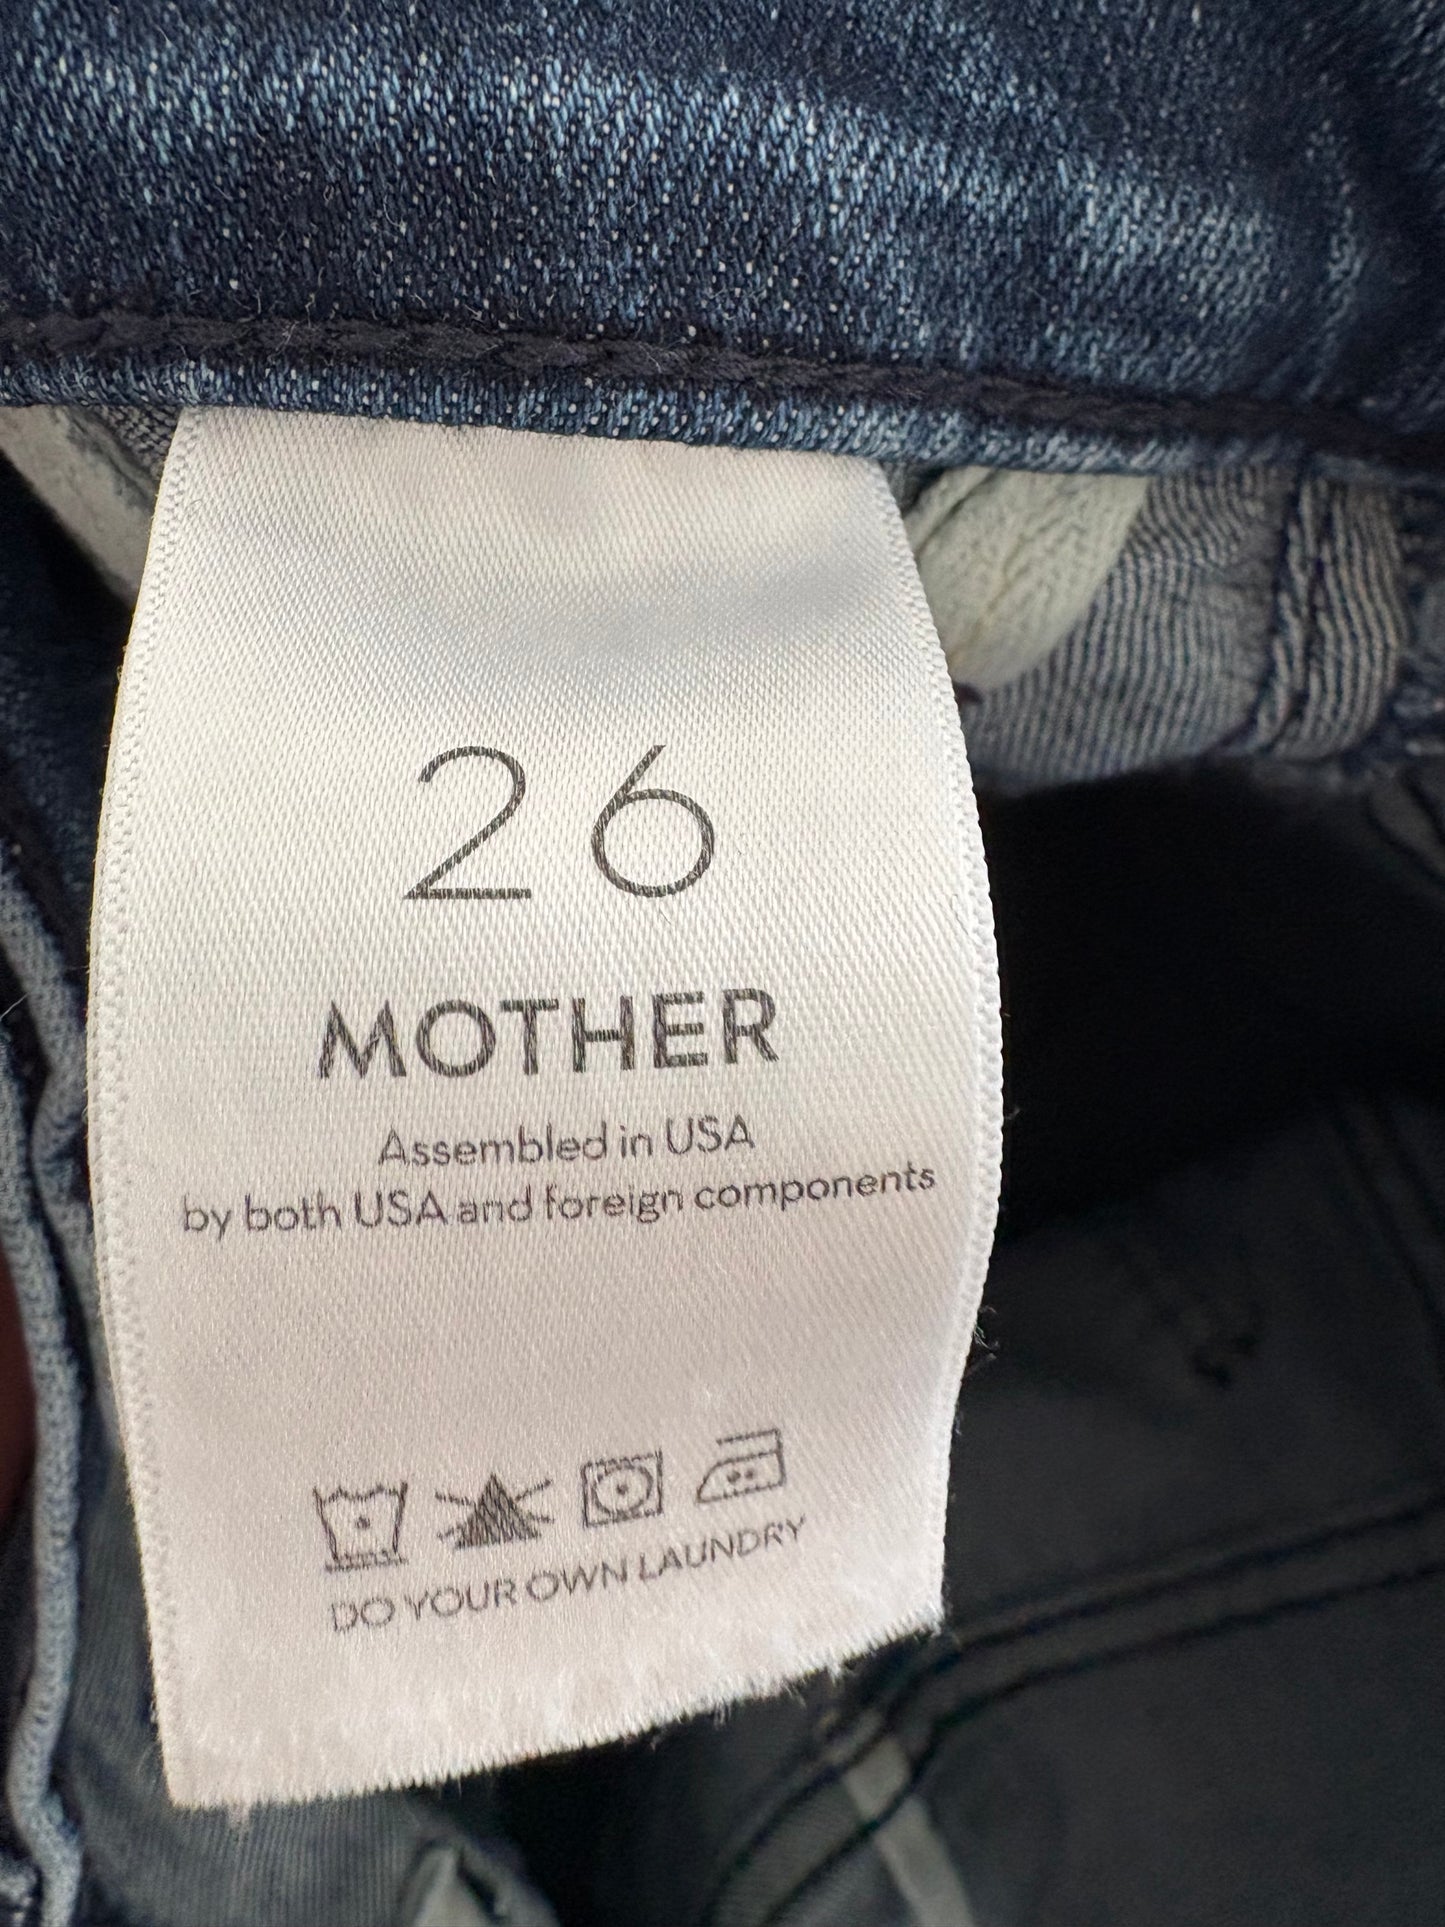 26
MOTHER
Assembled in USA
by both USA and foreign components
DO YOUR OWN LAUNDRY